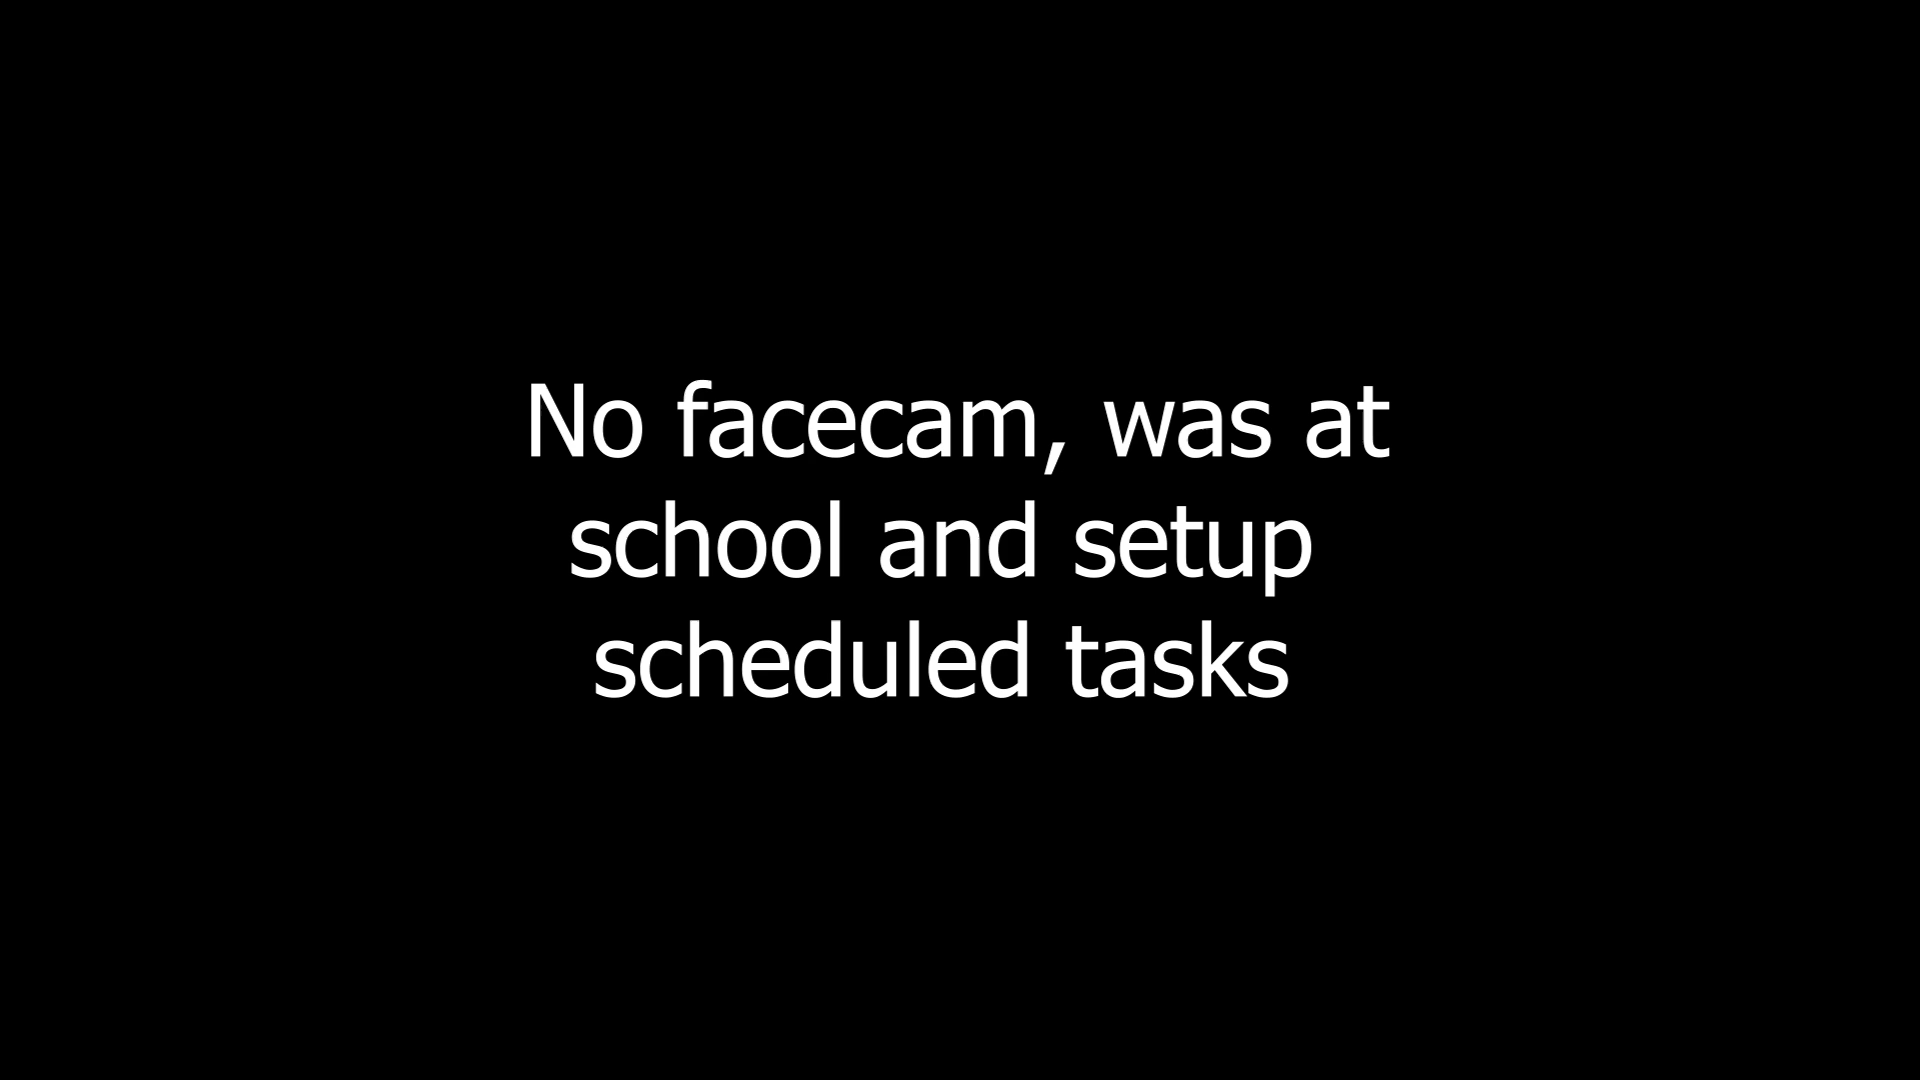 No facecam, was at
school and setup
scheduled tasks